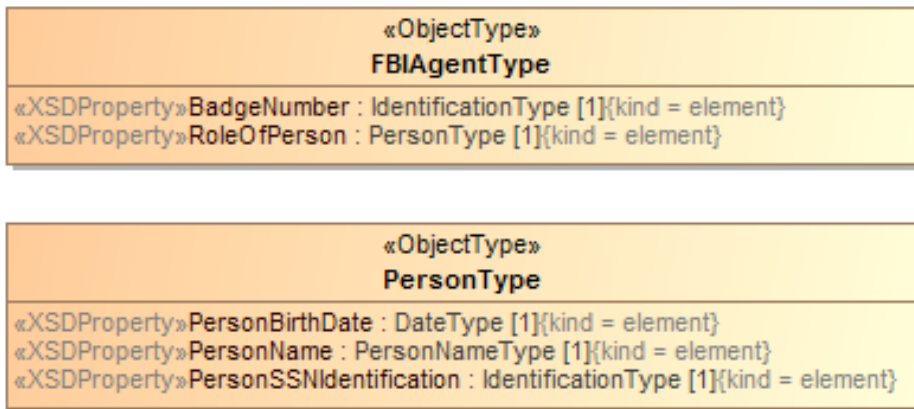 «ObjectType»
FBIAgentType
«XSDProperty»BadgeNumber : IdentificationType [1]{kind = element}
«XSDProperty»RoleOfPerson : PersonType [1]{kind = element}
«ObjectType»
PersonType
«XSDProperty»PersonBirthDate : DateType [1]{kind = element}
«XSDProperty»PersonName : PersonNameType [1]{kind = element}
«XSDProperty»PersonSSNIdentification : IdentificationType [1]{kind = element}